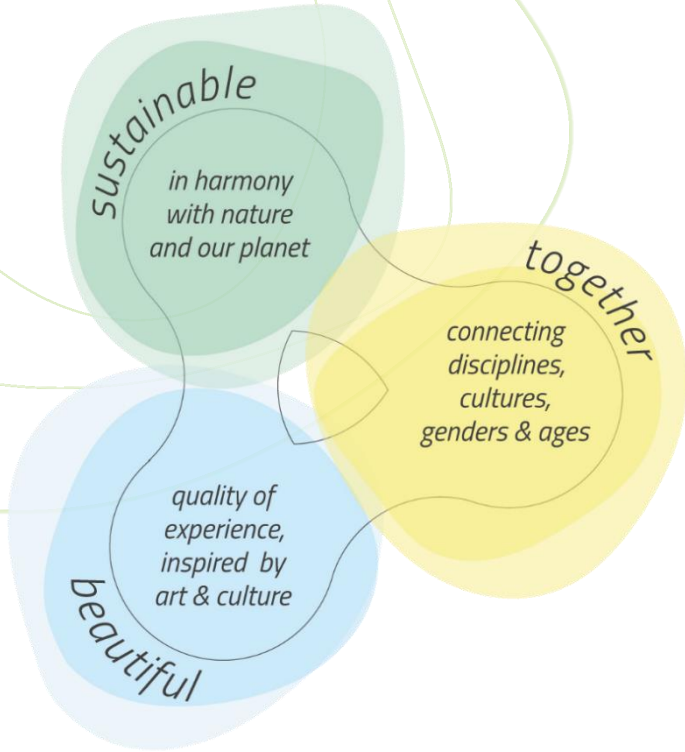 sustainable
in harmony
with nature
and our planet
together
connecting
disciplines,
cultures,
genders & ages
quality of
experience,
inspired by
art & culture
beautiful